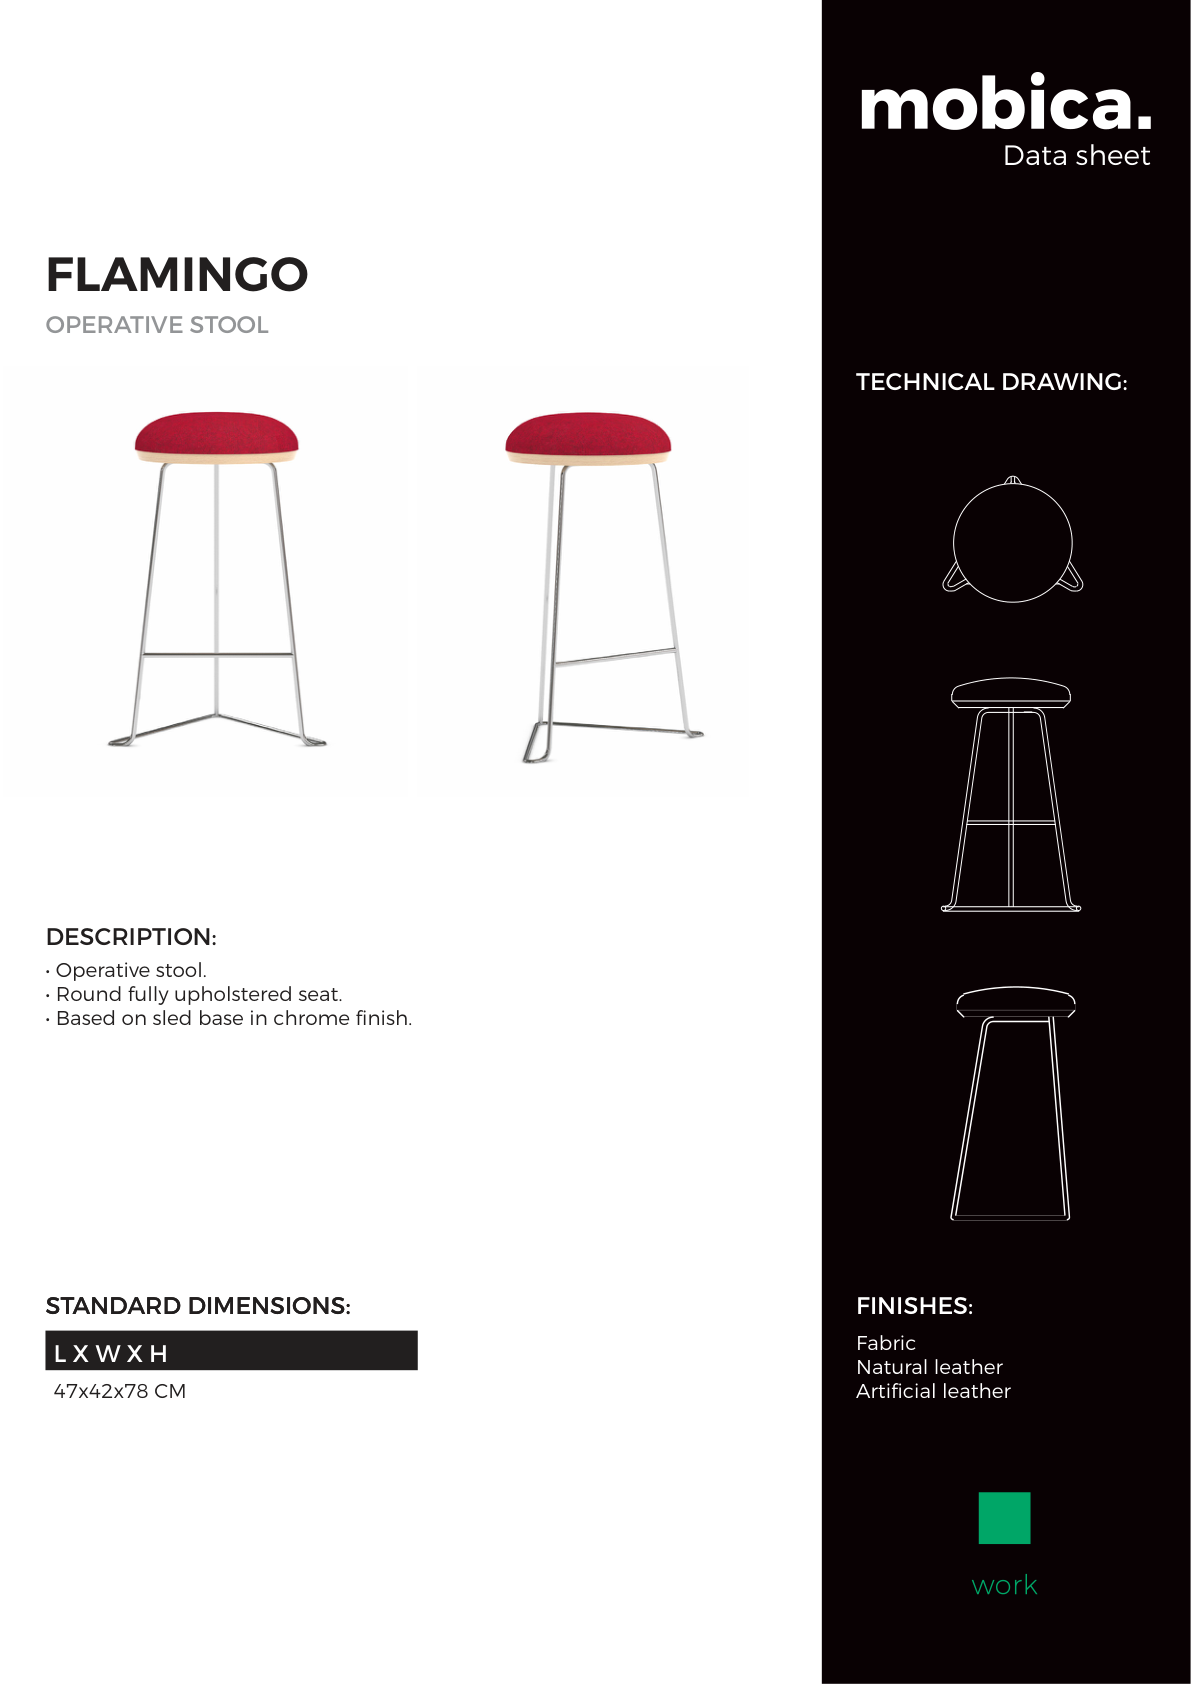 mobica.
Data sheet
FLAMINGO
OPERATIVE STOOL
TECHNICAL DRAWING:
DESCRIPTION:
• Operative stool.
• Round fully upholstered seat.
• Based on sled base in chrome finish.
STANDARD DIMENSIONS:
L X W X H
47x42x78 CM
FINISHES:
Fabric
Natural leather
Artificial leather
work